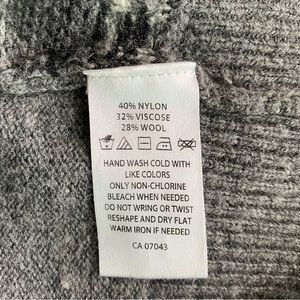 40% NYLON
32% VISCOSE
28% WOOL
HAND WASH COLD WITH
LIKE COLORS
ONLY NON-CHLORINE
BLEACH WHEN NEEDED
DO NOT WRING OR TWIST
RESHAPE AND DRY FLAT
WARM IRON IF NEEDED
CA 07043